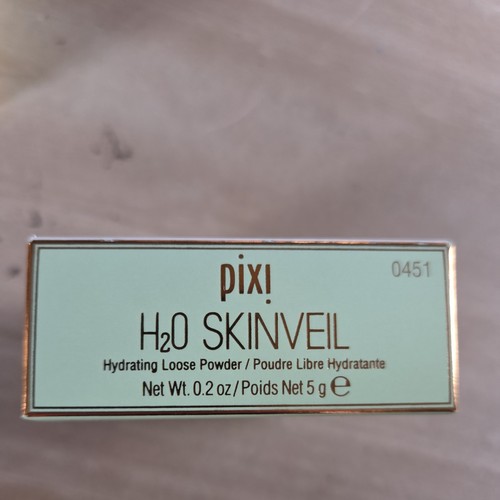 pixi
0451
H2O SKINVEIL
Hydrating Loose Powder / Poudre Libre Hydratante
Net Wt. 0.2 oz / Poids Net 5 g ℮